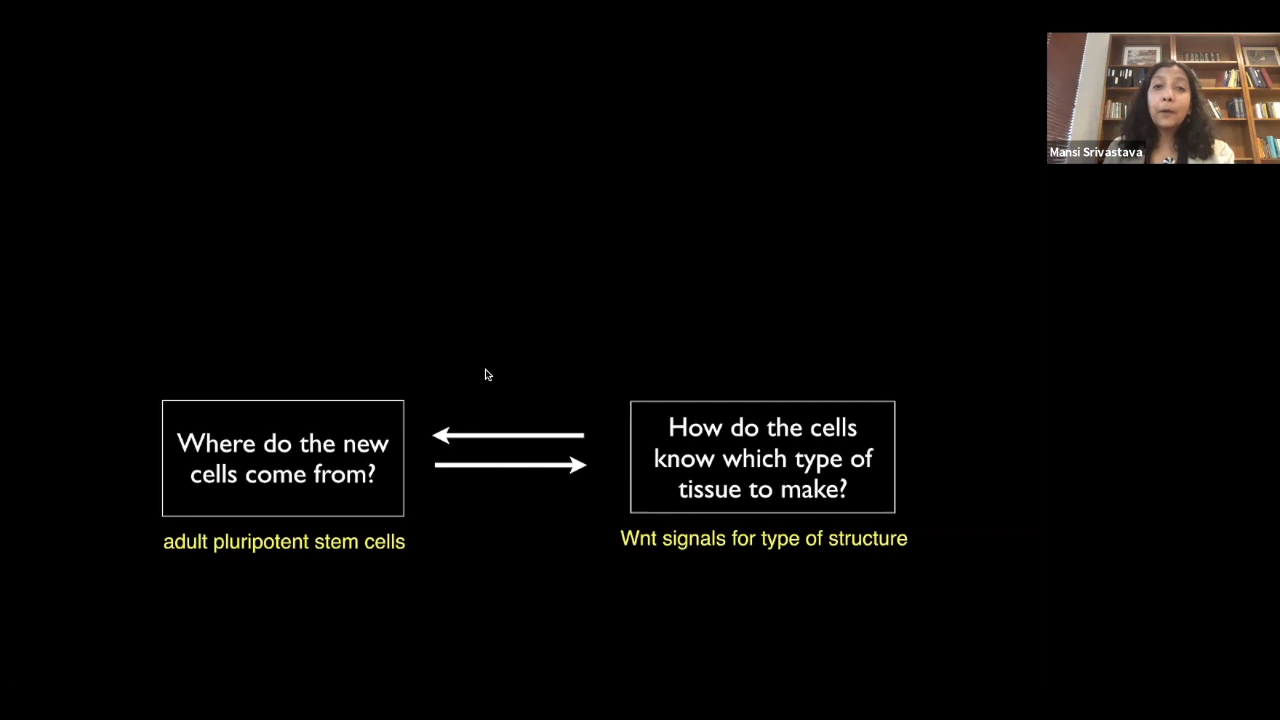 Mansi Srivastava
Where do the new
cells come from?
adult pluripotent stem cells
How do the cells
know which type of
tissue to make?
Wnt signals for type of structure